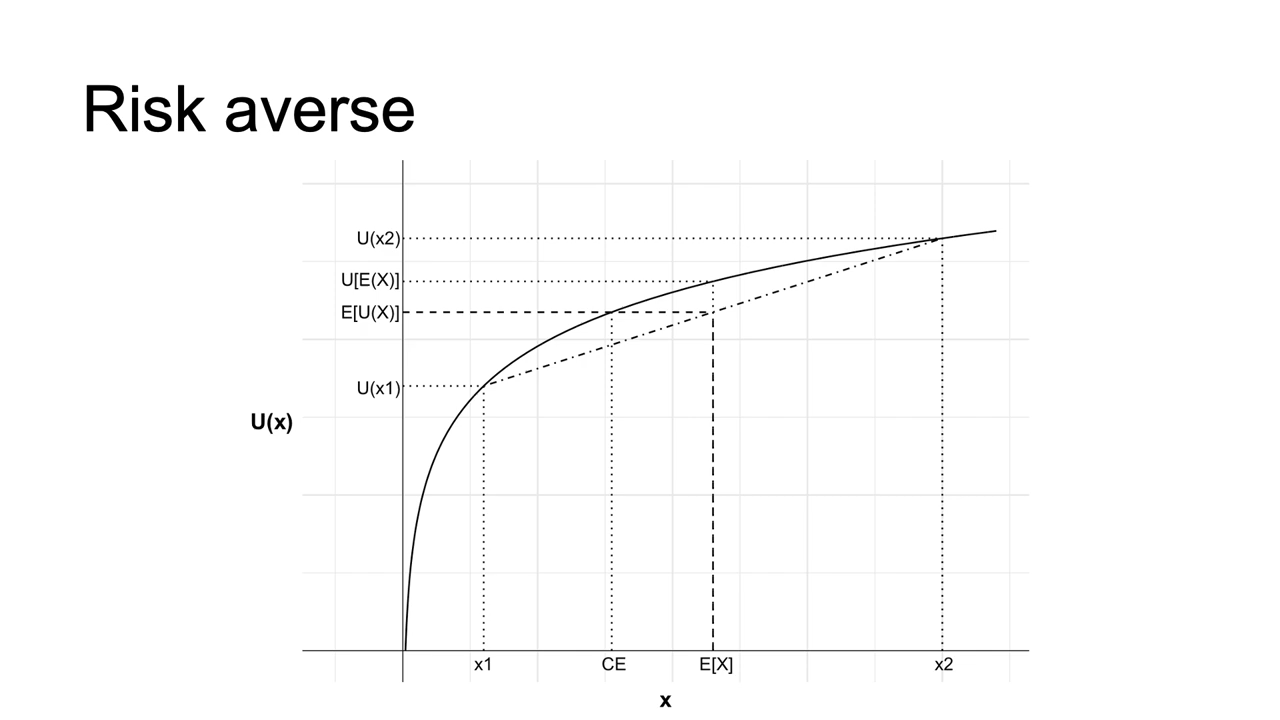 Risk averse
U(x2)
U[E(X)]
E[U(X)]
U(x1)
U(x)
x1 CE E[X] x2
x